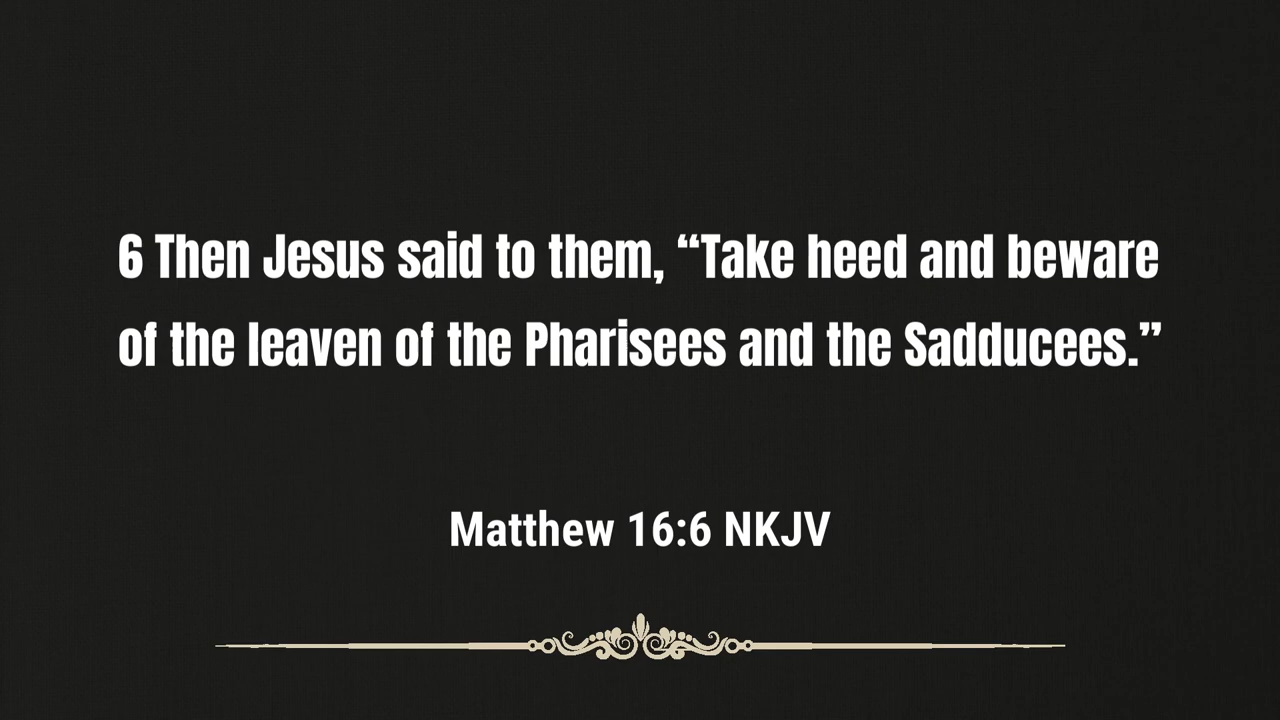 6 Then Jesus said to them, “Take heed and beware
of the leaven of the Pharisees and the Sadducees.”
Matthew 16:6 NKJV